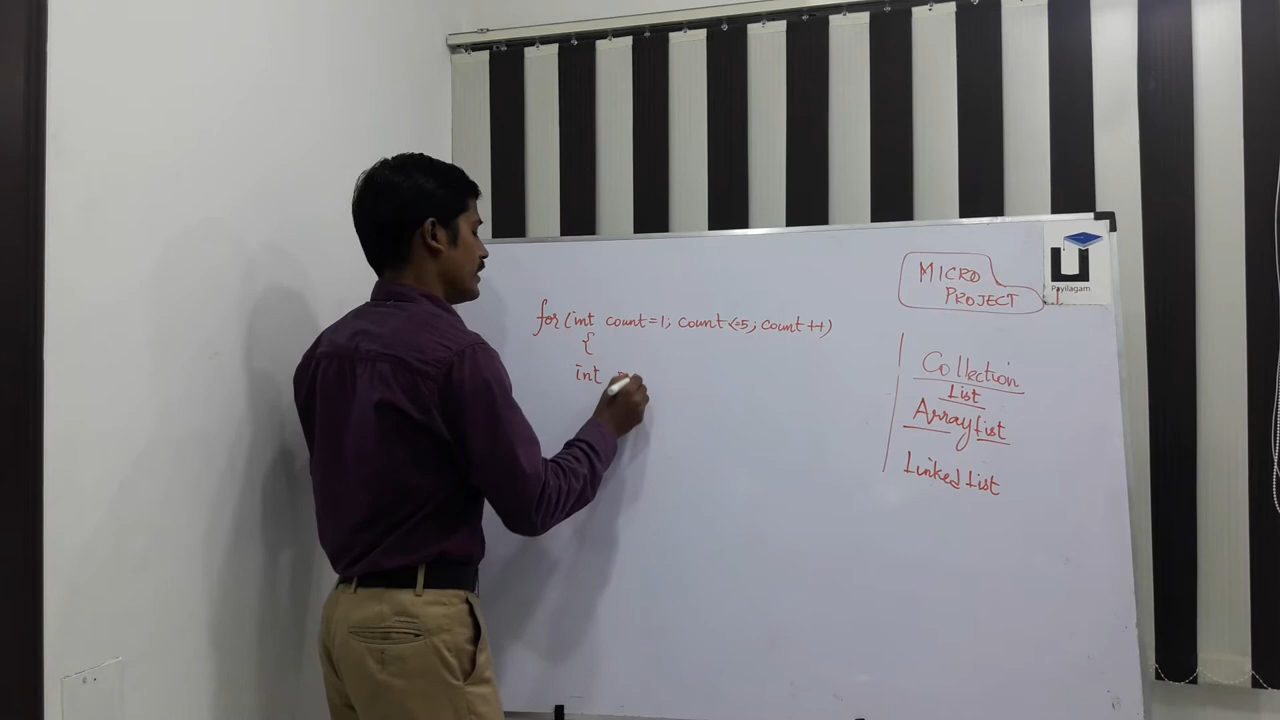 for(int count=1; count<=5; count++)
{
int
MICRO
PROJECT
Payilagam
Collection
List
ArrayList
Linked List